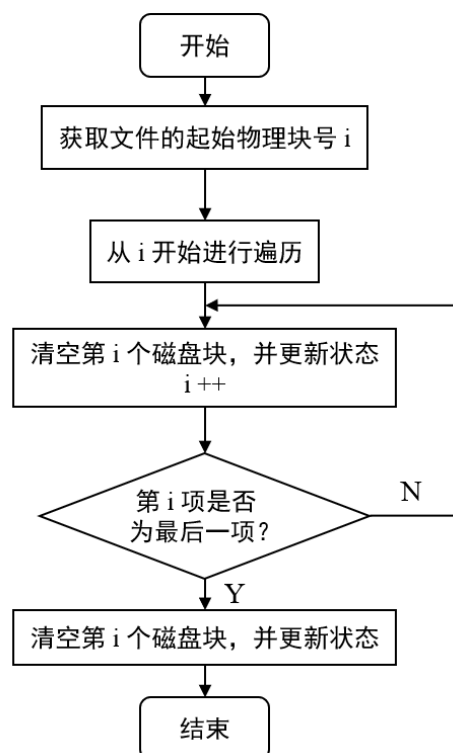 开始
获取文件的起始物理块号 i
从 i 开始进行遍历
清空第 i 个磁盘块，并更新状态
i ++
第 i 项是否
为最后一项？
N
Y
清空第 i 个磁盘块，并更新状态
结束